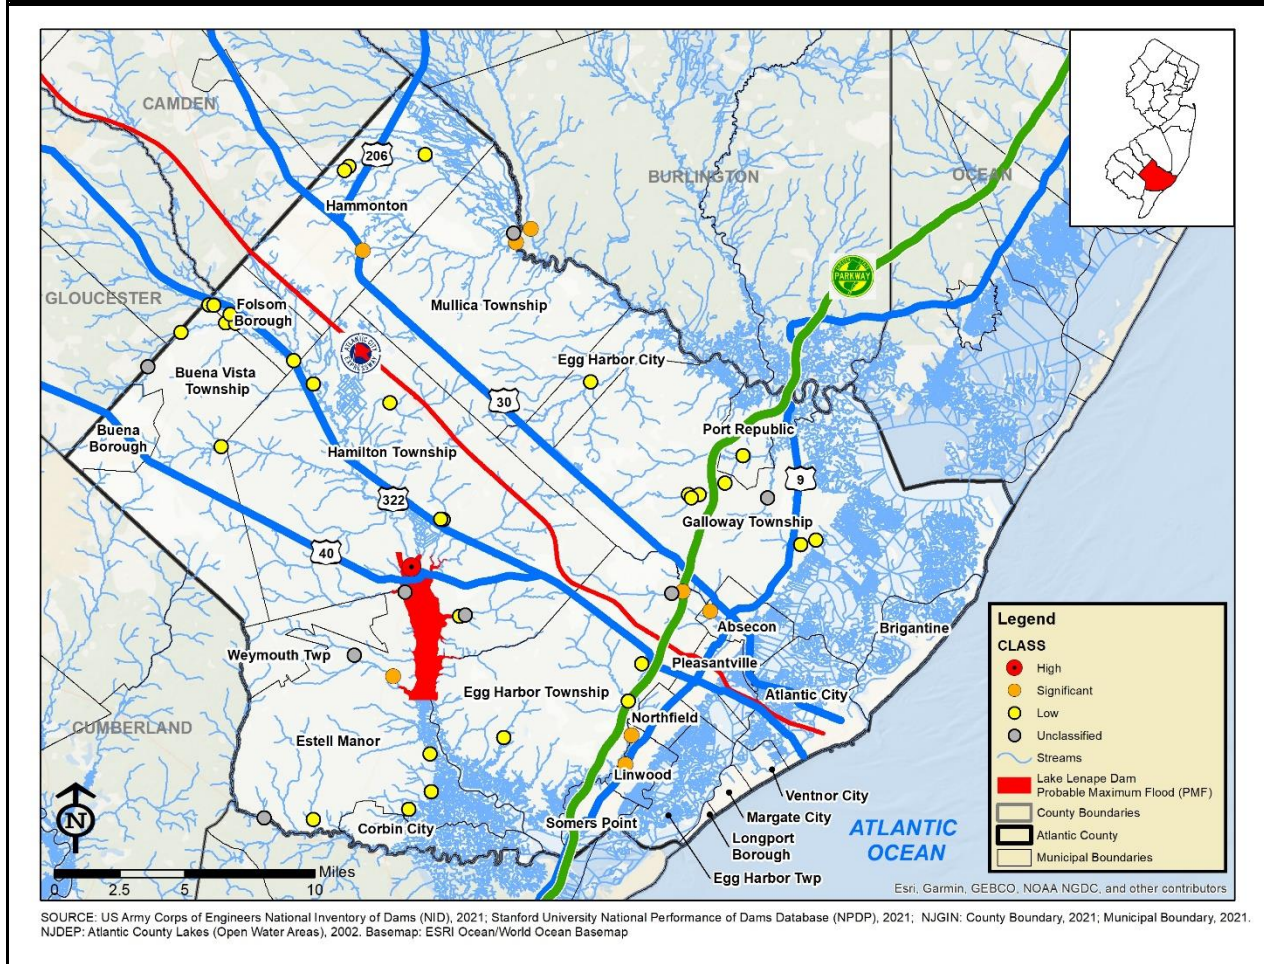 CAMDEN
206
BURLINGTON
OCEAN
Hammonton
PARKWAY
GLOUCESTER
Folsom
Borough
Mullica Township
ATLANTIC CITY
EXPRESSWAY
Egg Harbor City
Buena Vista
Township
30
Buena
Borough
Port Republic
Hamilton Township
9
322
Galloway Township
40
Absecon
Brigantine
Weymouth Twp
Pleasantville
Egg Harbor Township
Atlantic City
CUMBERLAND
Northfield
Estell Manor
Linwood
Ventnor City
Margate City
Somers Point
Corbin City
Longport
Borough
Egg Harbor Twp
ATLANTIC
OCEAN
N
Miles
0 2.5 5 10
Legend
CLASS
High
Significant
Low
Unclassified
Streams
Lake Lenape Dam
Probable Maximum Flood (PMF)
County Boundaries
Atlantic County
Municipal Boundaries
Esri, Garmin, GEBCO, NOAA NGDC, and other contributors
SOURCE: US Army Corps of Engineers National Inventory of Dams (NID), 2021; Stanford University National Performance of Dams Database (NPDP), 2021; NJGIN: County Boundary, 2021; Municipal Boundary, 2021.
NJDEP: Atlantic County Lakes (Open Water Areas), 2002. Basemap: ESRI Ocean/World Ocean Basemap